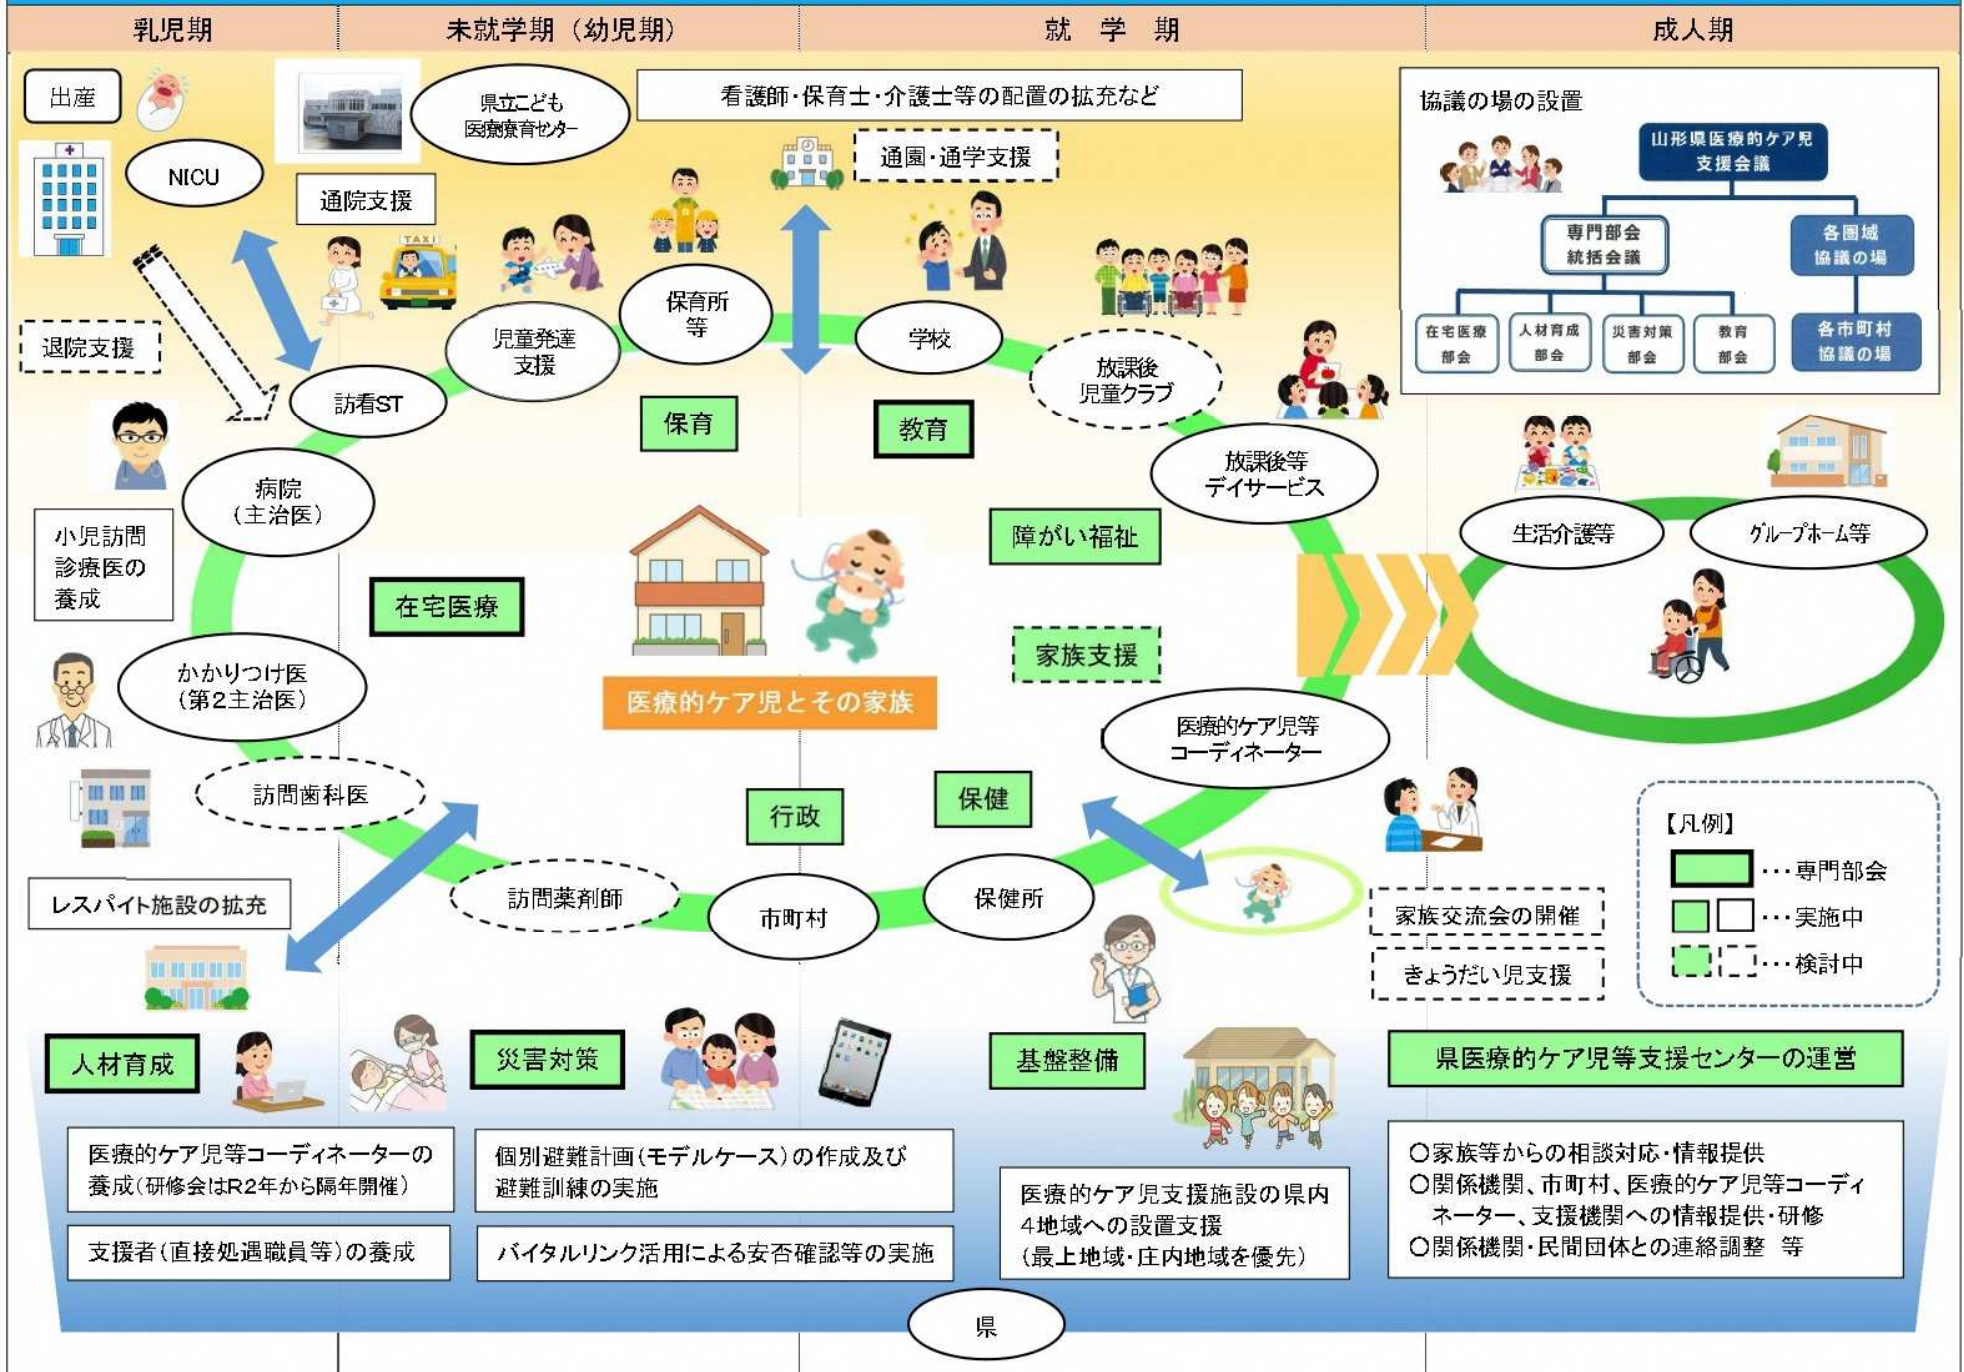 乳児期
未就学期（幼児期）
就　学　期
成人期
出産
NICU
県立こども
医療療育センター
通院支援
看護師・保育士・介護士等の配置の拡充など
通園・通学支援
協議の場の設置
山形県医療的ケア児
支援会議
専門部会
統括会議
各圏域
協議の場
在宅医療
部会
人材育成
部会
災害対策
部会
教育
部会
各市町村
協議の場
TAXI
退院支援
訪看ST
児童発達
支援
保育所
等
学校
放課後
児童クラブ
放課後等
デイサービス
保育
教育
病院
（主治医）
小児訪問
診療医の
養成
在宅医療
障がい福祉
家族支援
生活介護等
グループホーム等
かかりつけ医
（第2主治医）
医療的ケア児とその家族
医療的ケア児等
コーディネーター
訪問歯科医
行政
保健
レスパイト施設の拡充
訪問薬剤師
市町村
保健所
家族交流会の開催
きょうだい児支援
【凡例】
・・・専門部会
・・・実施中
・・・検討中
人材育成
災害対策
基盤整備
県医療的ケア児等支援センターの運営
医療的ケア児等コーディネーターの
養成（研修会はR2年から隔年開催）
支援者（直接処遇職員等）の養成
個別避難計画（モデルケース）の作成及び
避難訓練の実施
バイタルリンク活用による安否確認等の実施
医療的ケア児支援施設の県内
4地域への設置支援
（最上地域・庄内地域を優先）
○家族等からの相談対応・情報提供
○関係機関、市町村、医療的ケア児等コーディ
ネーター、支援機関への情報提供・研修
○関係機関・民間団体との連絡調整　等
県